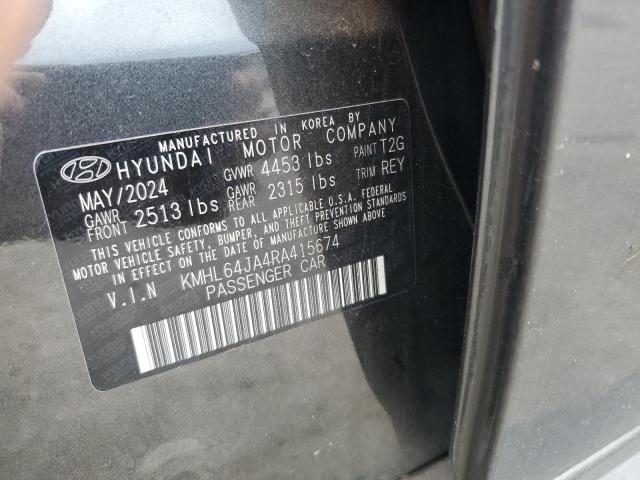 MANUFACTURED IN KOREA BY
HYUNDAI MOTOR COMPANY
MAY/2024 GVWR 4453 lbs PAINT T2G
GAWR FRONT 2513 lbs GAWR REAR 2315 lbs TRIM REY
THIS VEHICLE CONFORMS TO ALL APPLICABLE U.S.A. FEDERAL
MOTOR VEHICLE SAFETY, BUMPER, AND THEFT PREVENTION STANDARDS
IN EFFECT ON THE DATE OF MANUFACTURE SHOWN ABOVE.
V.I.N KMHL64JA4RA415674
PASSENGER CAR